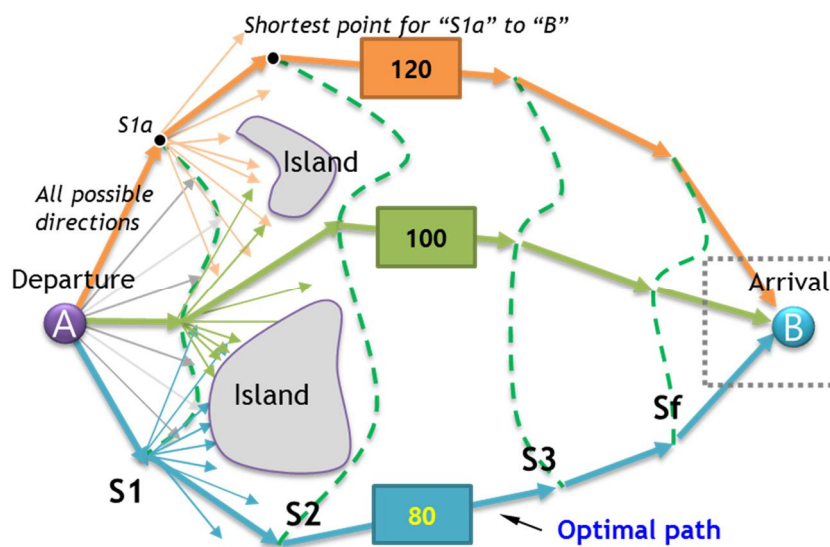 Shortest point for “S1a” to “B”
120
S1a
Island
All possible
directions
100
Departure
Arrival
A
B
Island
Sf
S3
S1
S2
80
Optimal path